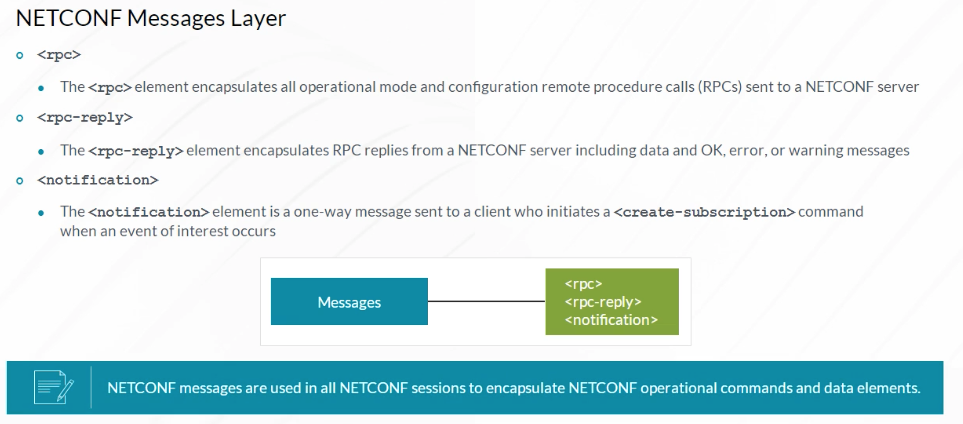 NETCONF Messages Layer
<rpc>
The <rpc> element encapsulates all operational mode and configuration remote procedure calls (RPCs) sent to a NETCONF server
<rpc-reply>
The <rpc-reply> element encapsulates RPC replies from a NETCONF server including data and OK, error, or warning messages
<notification>
The <notification> element is a one-way message sent to a client who initiates a <create-subscription> command
when an event of interest occurs
Messages
<rpc>
<rpc-reply>
<notification>
NETCONF messages are used in all NETCONF sessions to encapsulate NETCONF operational commands and data elements.